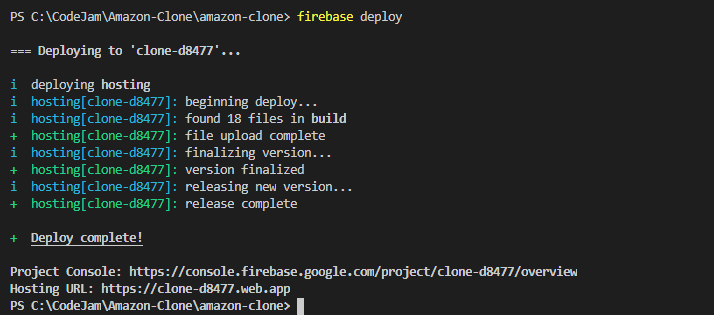 PS C:\CodeJam\Amazon-Clone\amazon-clone> firebase deploy
=== Deploying to 'clone-d8477'...
i deploying hosting
i hosting[clone-d8477]: beginning deploy...
i hosting[clone-d8477]: found 18 files in build
+ hosting[clone-d8477]: file upload complete
i hosting[clone-d8477]: finalizing version...
+ hosting[clone-d8477]: version finalized
i hosting[clone-d8477]: releasing new version...
+ hosting[clone-d8477]: release complete
+ Deploy complete!
Project Console: https://console.firebase.google.com/project/clone-d8477/overview
Hosting URL: https://clone-d8477.web.app
PS C:\CodeJam\Amazon-Clone\amazon-clone>